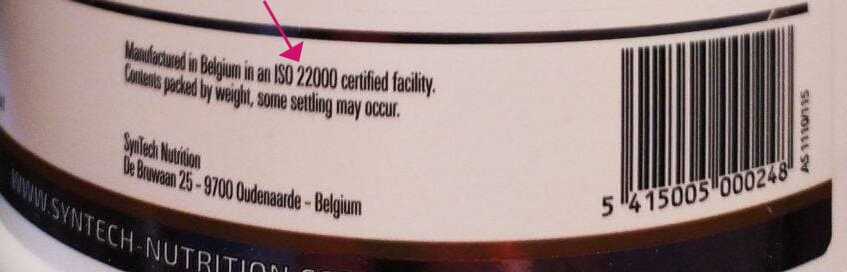 Manufactured in Belgium in an ISO 22000 certified facility.
Contents packed by weight, some settling may occur.
SynTech Nutrition
De Bruwaan 25 - 9700 Oudenaarde - Belgium
5 415005 000248
AS 1110/115
WWW.SYNTECH-NUTRITION